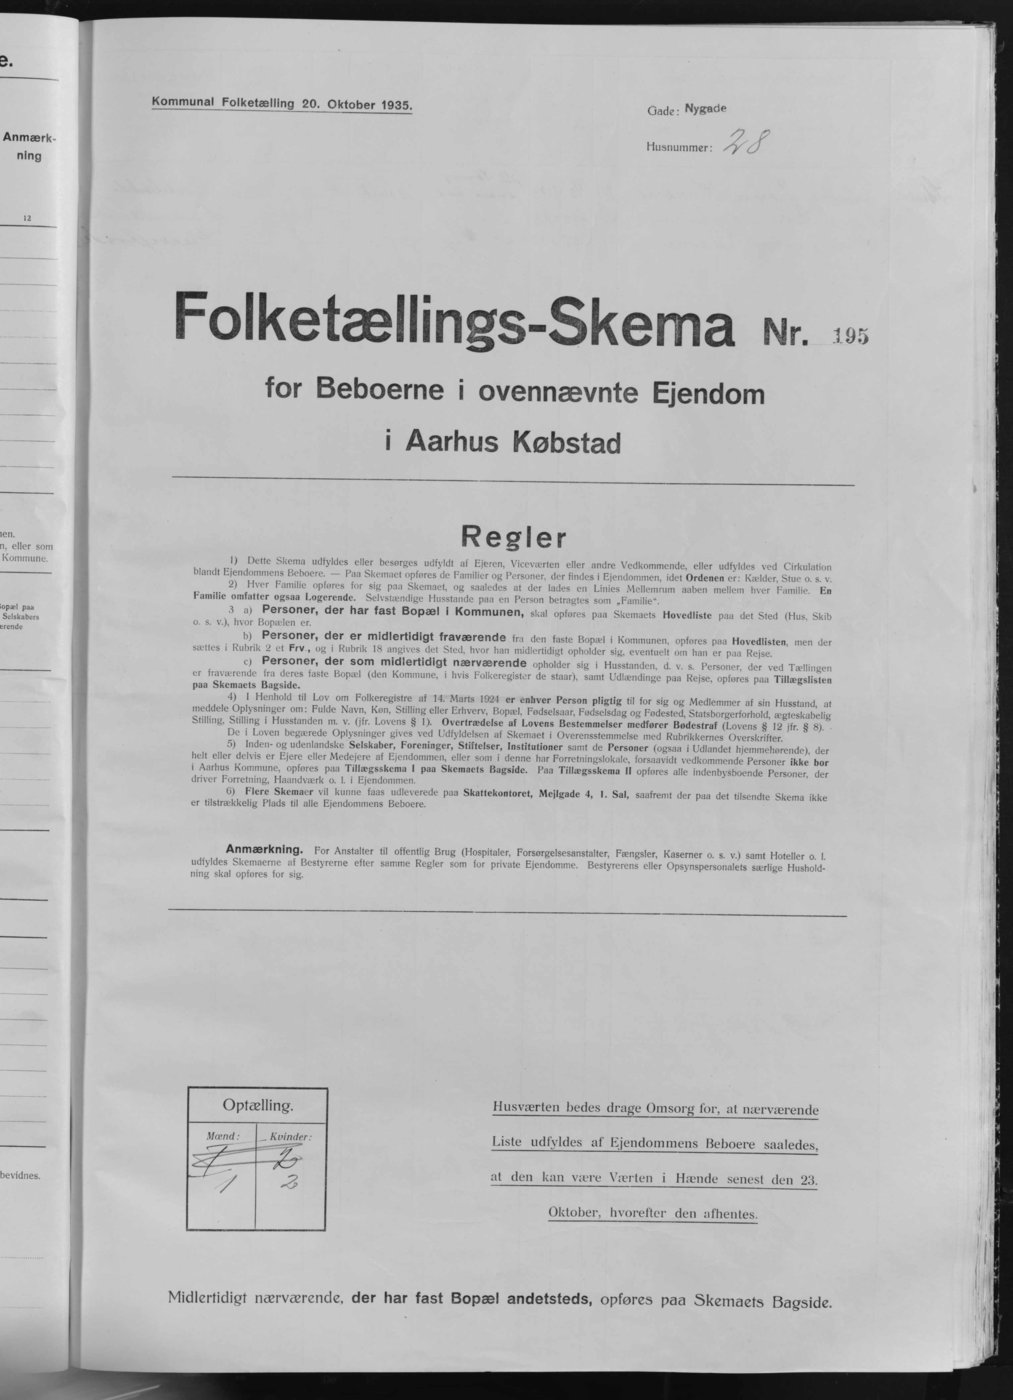 e.
Anmærk-
ning
12
nen.
n, eller som
Kommune.
Bopæl paa
Selskabers
ærende
bevidnes.
Kommunal Folketælling 20. Oktober 1935.
Gade: Nygade
Husnummer: 28
Folketællings-Skema Nr. 195
for Beboerne i ovennævnte Ejendom
i Aarhus Købstad
Regler
1) Dette Skema udfyldes eller besørges udfyldt af Ejeren, Viceværten eller andre Vedkommende, eller udfyldes ved Cirkulation
blandt Ejendommens Beboere. — Paa Skemaet opføres de Familier og Personer, der findes i Ejendommen, idet Ordenen er: Kælder, Stue o. s. v.
2) Hver Familie opføres for sig paa Skemaet, og saaledes at der lades en Linies Mellemrum aaben mellem hver Familie. En
Familie omfatter ogsaa Logerende. Selvstændige Husstande paa en Person betragtes som „Familie“.
3 a) Personer, der har fast Bopæl i Kommunen, skal opføres paa Skemaets Hovedliste paa det Sted (Hus, Skib
o. s. v.), hvor Bopælen er.
b) Personer, der er midlertidigt fraværende fra den faste Bopæl i Kommunen, opføres paa Hovedlisten, men der
sættes i Rubrik 2 et Frv., og i Rubrik 18 angives det Sted, hvor han midlertidigt opholder sig, eventuelt om han er paa Rejse.
c) Personer, der som midlertidigt nærværende opholder sig i Husstanden, d. v. s. Personer, der ved Tællingen
er fraværende fra deres faste Bopæl (den Kommune, i hvis Folkeregister de staar), samt Udlændinge paa Rejse, opføres paa Tillægslisten
paa Skemaets Bagside.
4) I Henhold til Lov om Folkeregistre af 14. Marts 1924 er enhver Person pligtig til for sig og Medlemmer af sin Husstand, at
meddele Oplysninger om: Fulde Navn, Køn, Stilling eller Erhverv, Bopæl, Fødselsaar, Fødselsdag og Fødested, Statsborgerforhold, ægteskabelig
Stilling, Stilling i Husstanden m. v. (jfr. Lovens § 1). Overtrædelse af Lovens Bestemmelser medfører Bødestraf (Lovens § 12 jfr. § 8).
De i Loven begærede Oplysninger gives ved Udfyldelsen af Skemaet i Overensstemmelse med Rubrikkernes Overskrifter.
5) Inden- og udenlandske Selskaber, Foreninger, Stiftelser, Institutioner samt de Personer (ogsaa i Udlandet hjemmehørende), der
helt eller delvis er Ejere eller Medejere af Ejendommen, eller som i denne har Forretningslokale, forsaavidt vedkommende Personer ikke bor
i Aarhus Kommune, opføres paa Tillægsskema I paa Skemaets Bagside. Paa Tillægsskema II opføres alle indenbysboende Personer, der
driver Forretning, Haandværk o. l. i Ejendommen.
6) Flere Skemaer vil kunne faas udleverede paa Skattekontoret, Mejlgade 4, 1. Sal, saafremt der paa det tilsendte Skema ikke
er tilstrækkelig Plads til alle Ejendommens Beboere.
Anmærkning. For Anstalter til offentlig Brug (Hospitaler, Forsørgelsesanstalter, Fængsler, Kaserner o. s. v.) samt Hoteller o. l.
udfyldes Skemaerne af Bestyrerne efter samme Regler som for private Ejendomme. Bestyrerens eller Opsynspersonalets særlige Hushold-
ning skal opføres for sig.
Optælling.
Mænd: Kvinder:
1 2
1 2
Husværten bedes drage Omsorg for, at nærværende
Liste udfyldes af Ejendommens Beboere saaledes,
at den kan være Værten i Hænde senest den 23.
Oktober, hvorefter den afhentes.
Midlertidigt nærværende, der har fast Bopæl andetsteds, opføres paa Skemaets Bagside.